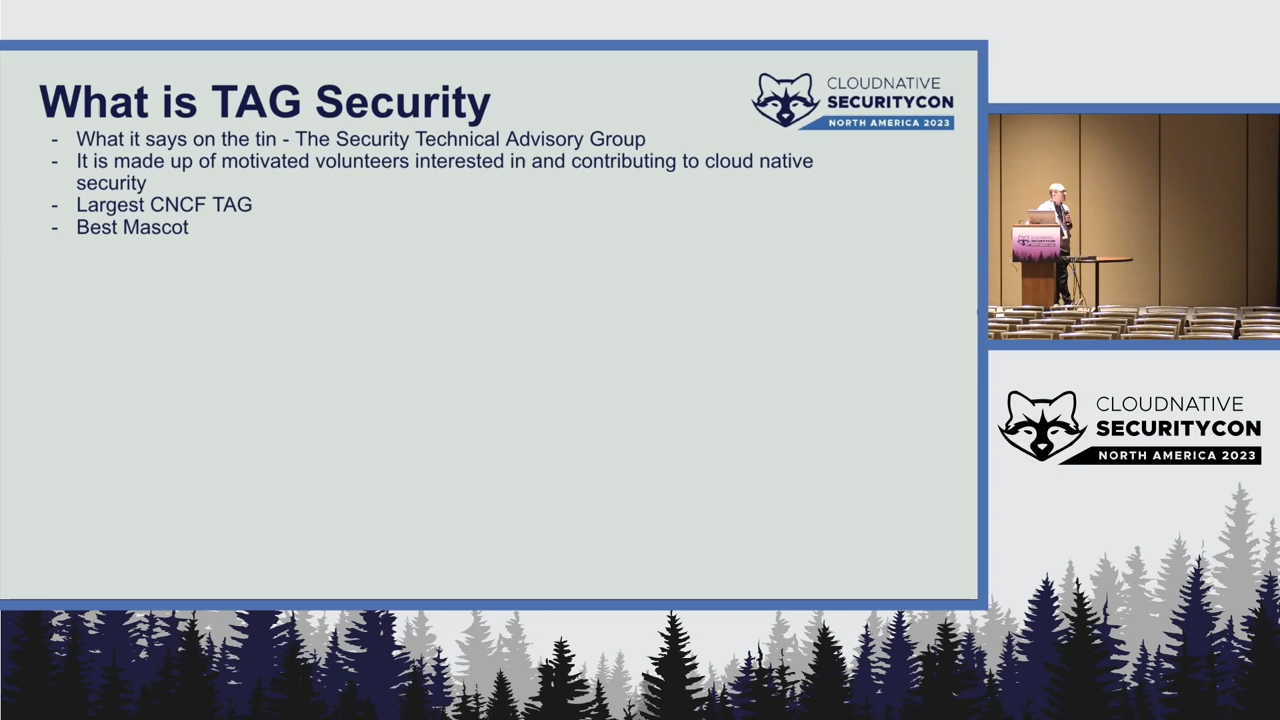 What is TAG Security
- What it says on the tin - The Security Technical Advisory Group
- It is made up of motivated volunteers interested in and contributing to cloud native
security
- Largest CNCF TAG
- Best Mascot
CLOUDNATIVE
SECURITYCON
NORTH AMERICA 2023
CLOUDNATIVE
SECURITYCON
NORTH AMERICA 2023